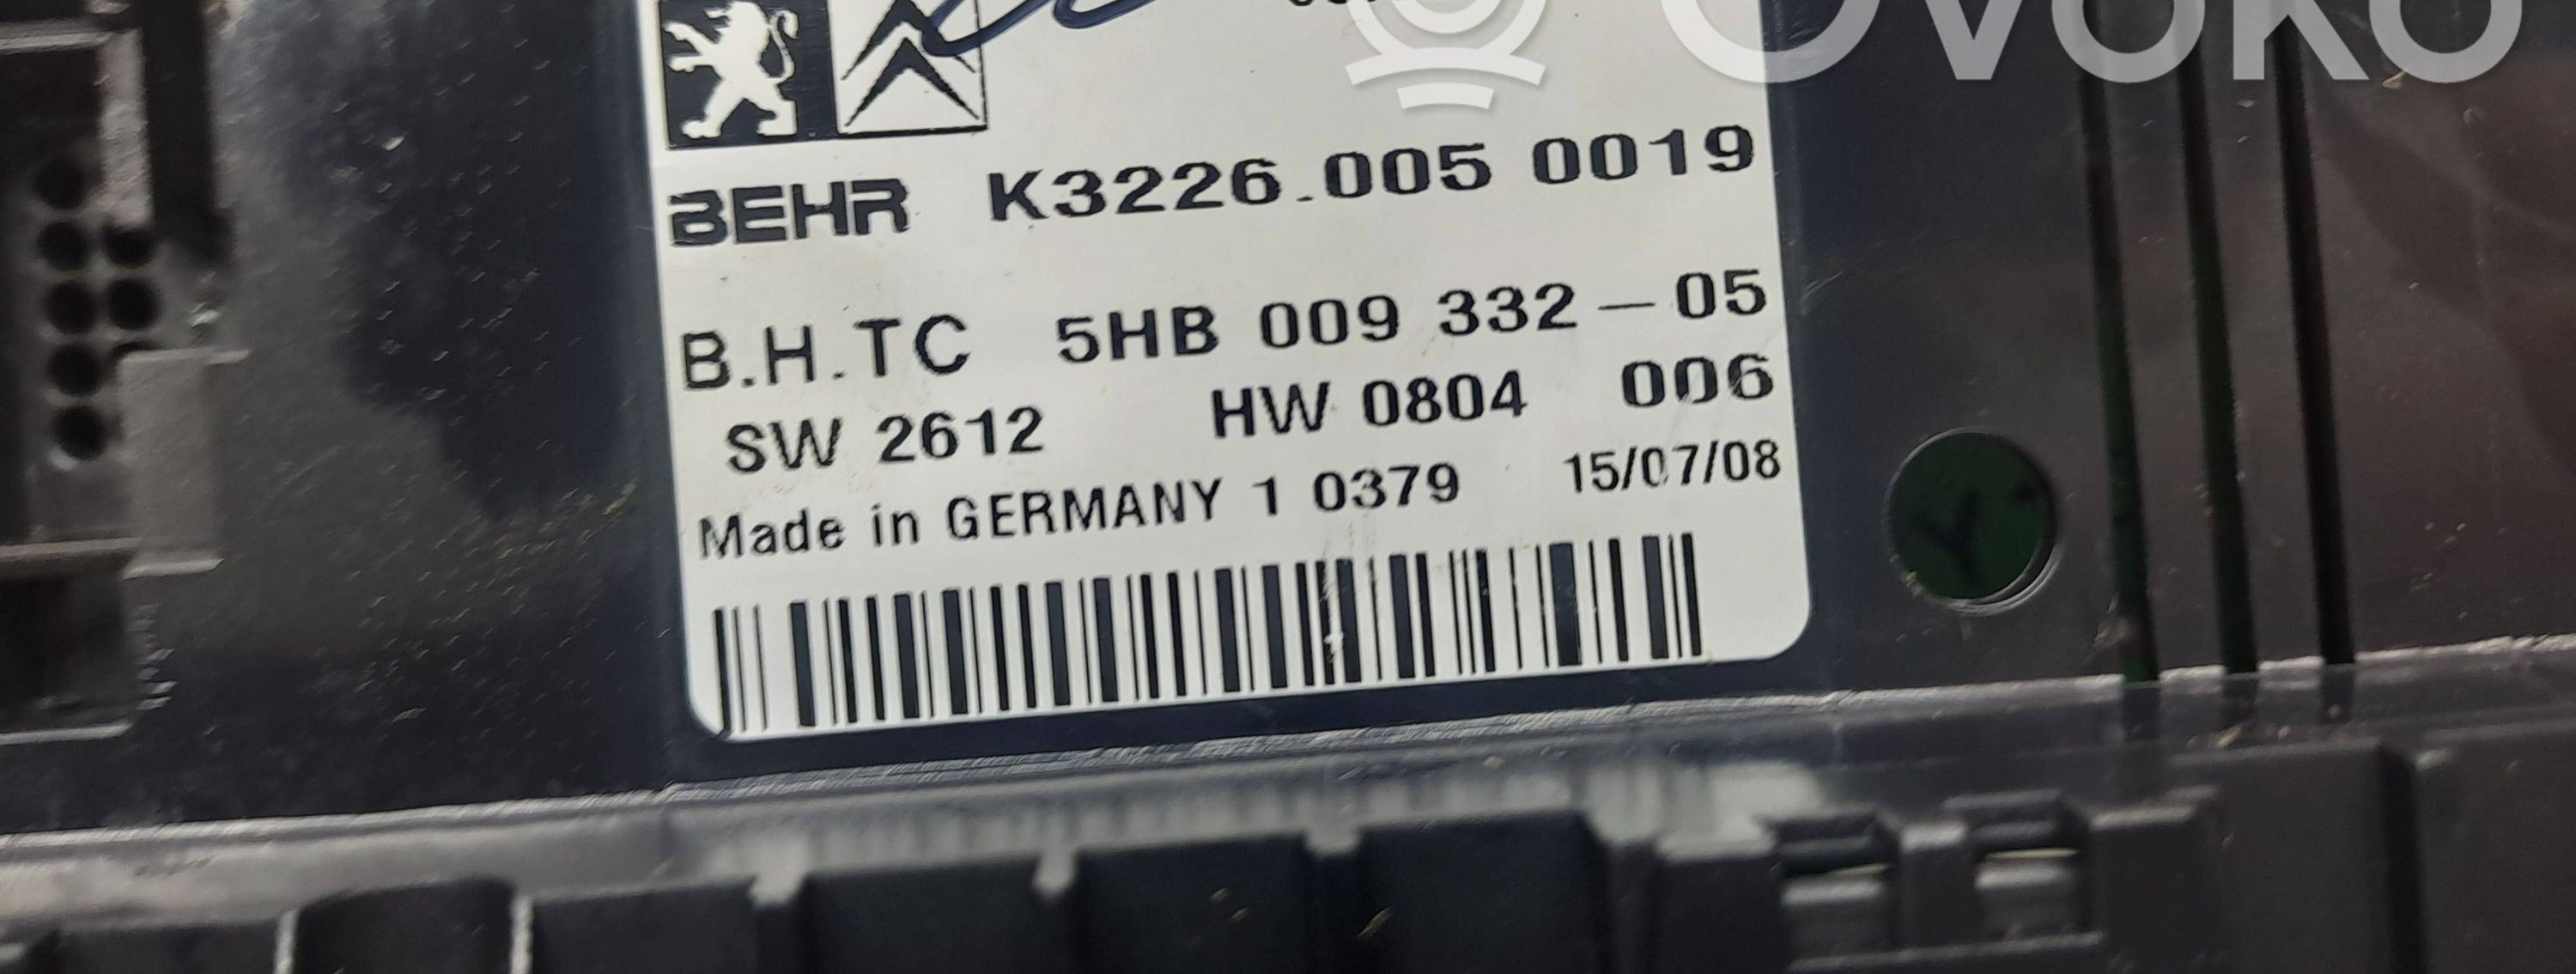 OVOKO
BEHR K3226.005 0019
B.H.TC 5HB 009 332-05
SW 2612 HW 0804 006
Made in GERMANY 1 0379 15/07/08
Y